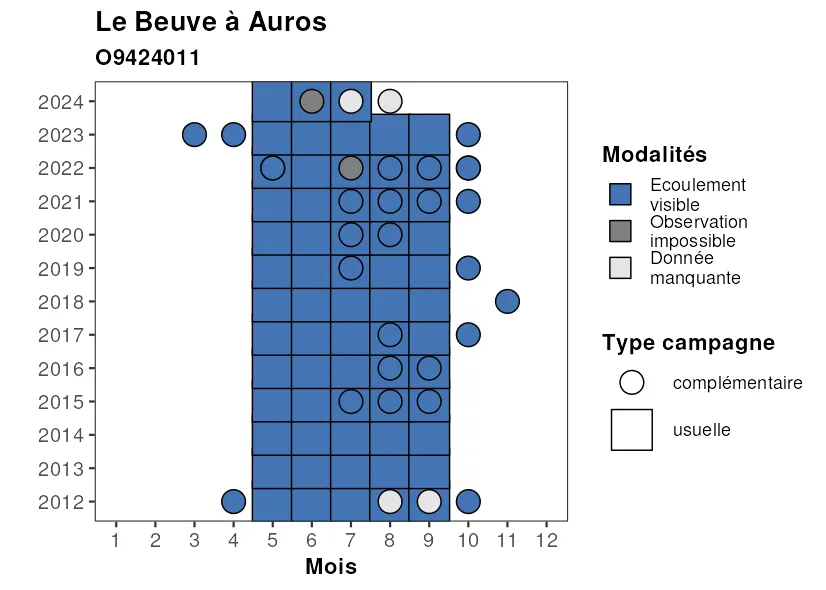 Le Beuve à Auros
O9424011
2024
2023
2022
2021
2020
2019
2018
2017
2016
2015
2014
2013
2012
1 2 3 4 5 6 7 8 9 10 11 12
Mois
Modalités
Ecoulement
visible
Observation
impossible
Donnée
manquante
Type campagne
complémentaire
usuelle